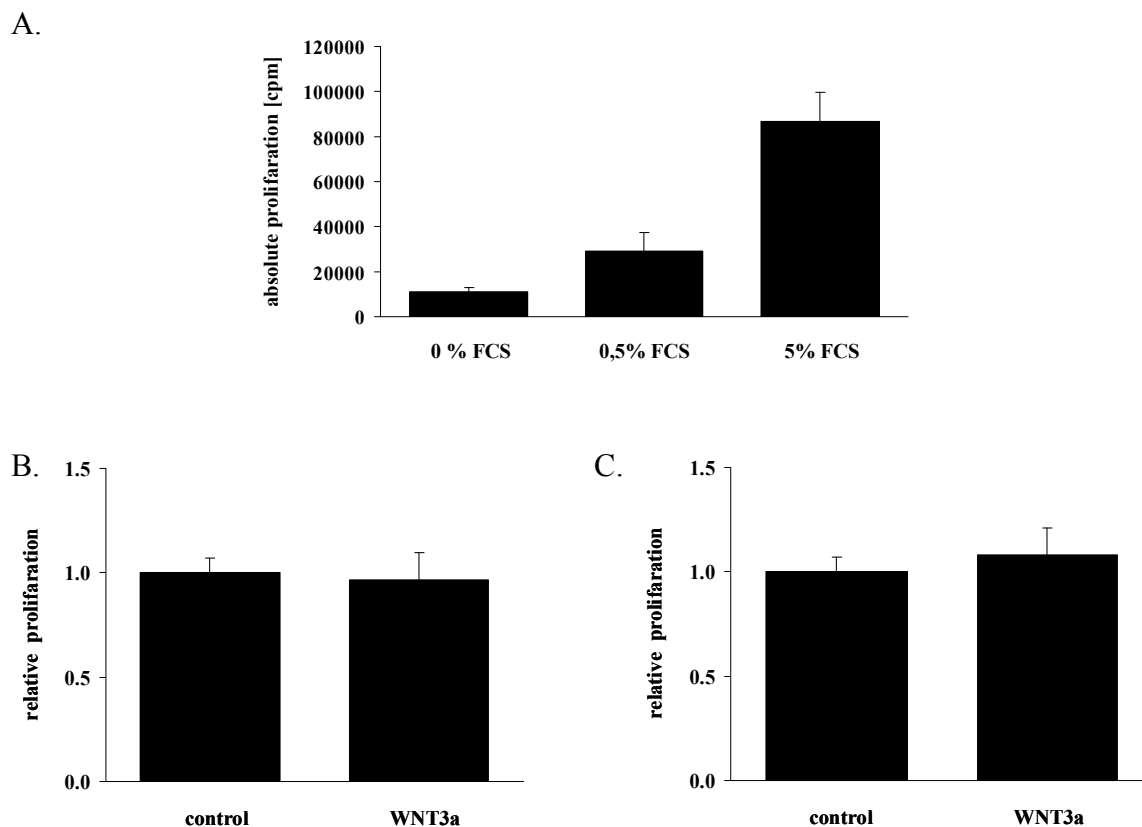 A.
absolute prolifaration [cpm]
120000
100000
80000
60000
40000
20000
0
0 % FCS 0,5% FCS 5% FCS
B.
relative prolifaration
1.5
1.0
0.5
0.0
control WNT3a
C.
relative prolifaration
1.5
1.0
0.5
0.0
control WNT3a